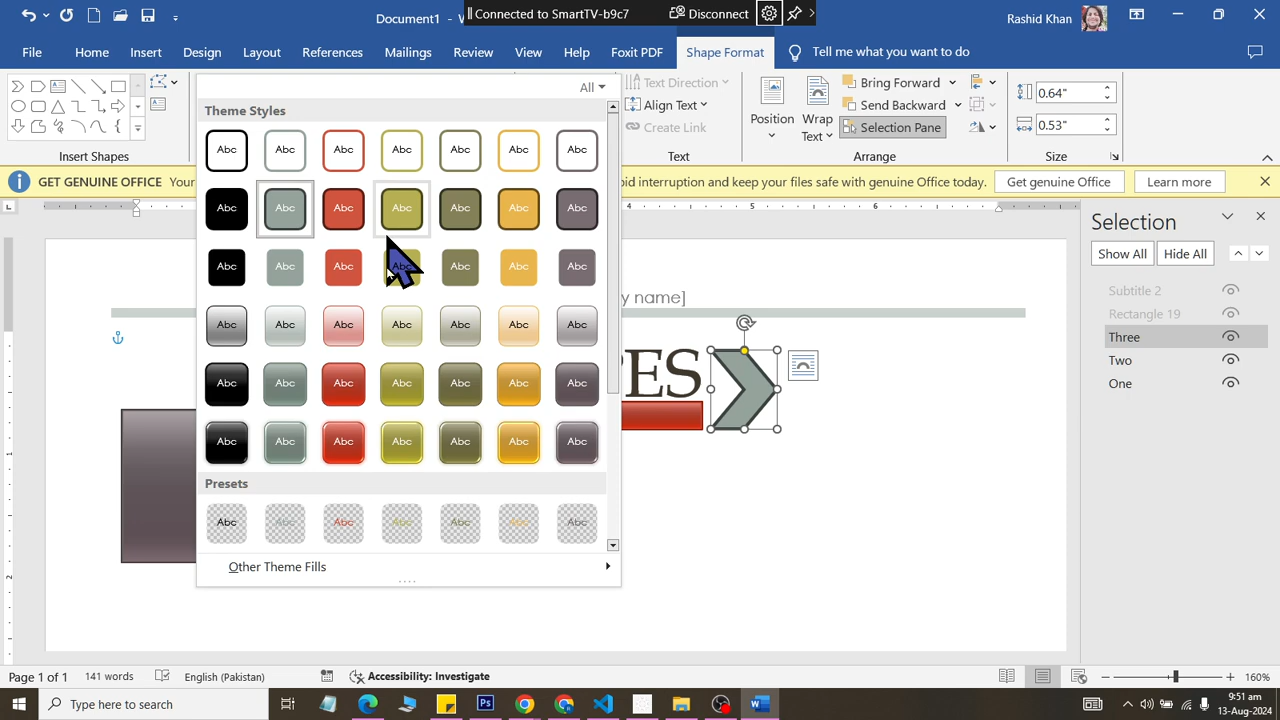 Document1 - W
Connected to SmartTV-b9c7
Disconnect
Rashid Khan
File
Home
Insert
Design
Layout
References
Mailings
Review
View
Help
Foxit PDF
Shape Format
Tell me what you want to do
Insert Shapes
All
Theme Styles
Abc Abc Abc Abc Abc Abc Abc
Abc Abc Abc Abc Abc Abc Abc
Abc Abc Abc Abc Abc Abc Abc
Abc Abc Abc Abc Abc Abc Abc
Abc Abc Abc Abc Abc Abc Abc
Abc Abc Abc Abc Abc Abc Abc
Presets
Abc Abc Abc Abc Abc Abc Abc
Other Theme Fills
Text Direction
Align Text
Create Link
Text
Position
Wrap
Text
Bring Forward
Send Backward
Selection Pane
Arrange
0.64"
0.53"
Size
GET GENUINE OFFICE Your
oid interruption and keep your files safe with genuine Office today.
Get genuine Office
Learn more
4 5 6
y name]
PES
Selection
Show All
Hide All
Subtitle 2
Rectangle 19
Three
Two
One
1
2
Page 1 of 1
141 words
English (Pakistan)
Accessibility: Investigate
160%
Type here to search
9:51 am
13-Aug-2024